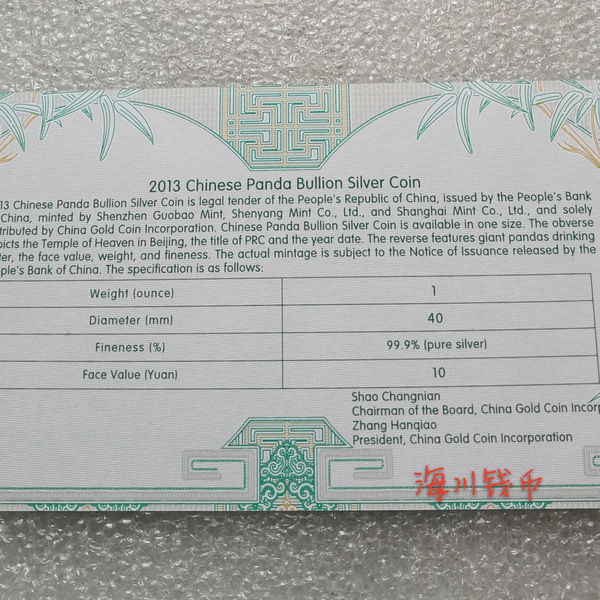 2013 Chinese Panda Bullion Silver Coin
13 Chinese Panda Bullion Silver Coin is legal tender of the People's Republic of China, issued by the People's Bank
China, minted by Shenzhen Guobao Mint, Shenyang Mint Co., Ltd., and Shanghai Mint Co., Ltd., and solely
tributed by China Gold Coin Incorporation. Chinese Panda Bullion Silver Coin is available in one size. The obverse
picts the Temple of Heaven in Beijing, the title of PRC and the year date. The reverse features giant pandas drinking
ter, the face value, weight, and fineness. The actual mintage is subject to the Notice of Issuance released by the
ple's Bank of China. The specification is as follows:
Weight (ounce) 1
Diameter (mm) 40
Fineness (%) 99.9% (pure silver)
Face Value (Yuan) 10
Shao Changnian
Chairman of the Board, China Gold Coin Incorp
Zhang Hanqiao
President, China Gold Coin Incorporation
海川钱币